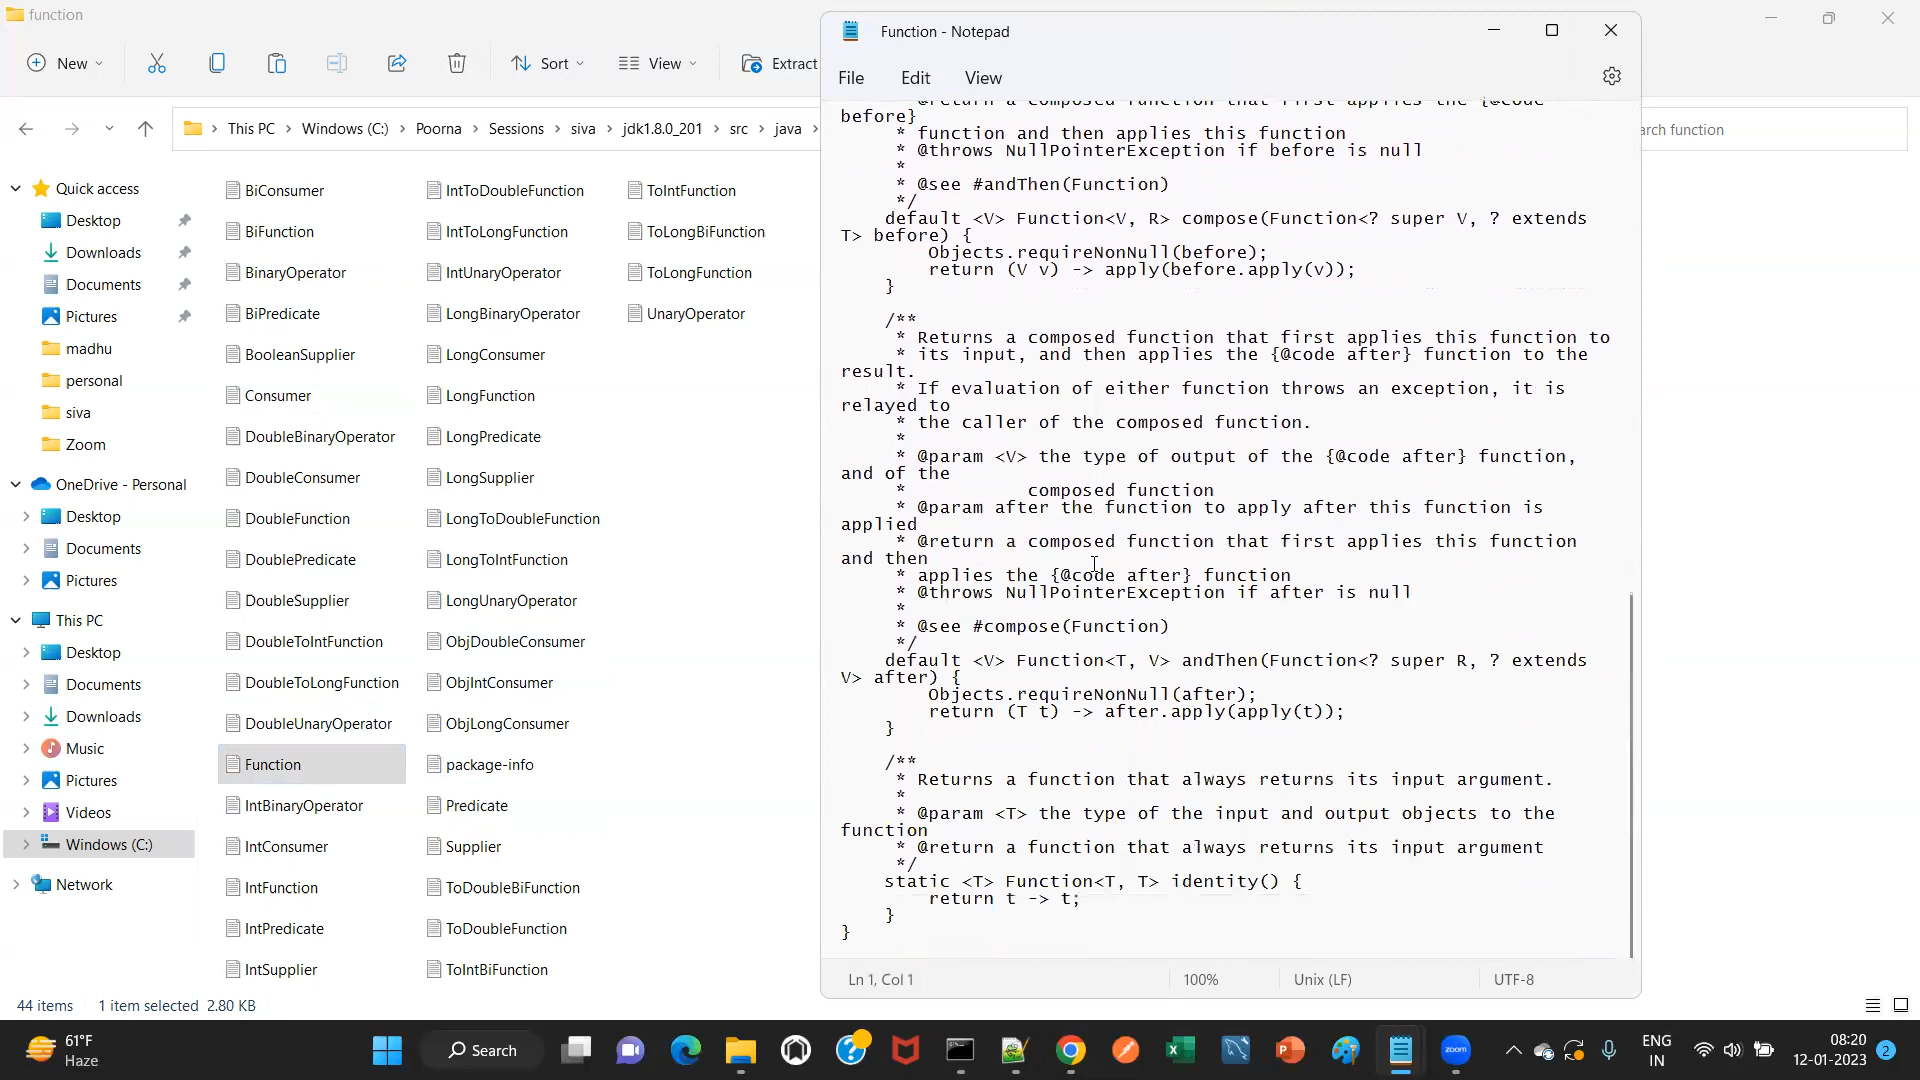 function
New
Sort
View
Extract
This PC
Windows (C:)
Poorna
Sessions
siva
jdk1.8.0_201
src
java
arch function
Quick access
Desktop
Downloads
Documents
Pictures
madhu
personal
siva
Zoom
OneDrive - Personal
Desktop
Documents
Pictures
This PC
Desktop
Documents
Downloads
Music
Pictures
Videos
Windows (C:)
Network
BiConsumer
BiFunction
BinaryOperator
BiPredicate
BooleanSupplier
Consumer
DoubleBinaryOperator
DoubleConsumer
DoubleFunction
DoublePredicate
DoubleSupplier
DoubleToIntFunction
DoubleToLongFunction
DoubleUnaryOperator
Function
IntBinaryOperator
IntConsumer
IntFunction
IntPredicate
IntSupplier
IntToDoubleFunction
IntToLongFunction
IntUnaryOperator
LongBinaryOperator
LongConsumer
LongFunction
LongPredicate
LongSupplier
LongToDoubleFunction
LongToIntFunction
LongUnaryOperator
ObjDoubleConsumer
ObjIntConsumer
ObjLongConsumer
package-info
Predicate
Supplier
ToDoubleBiFunction
ToDoubleFunction
ToIntBiFunction
ToIntFunction
ToLongBiFunction
ToLongFunction
UnaryOperator
Function - Notepad
File Edit View
@return a composed function that first applies the {@code
before}
* function and then applies this function
* @throws NullPointerException if before is null
*
* @see #andThen(Function)
*/
default <V> Function<V, R> compose(Function<? super V, ? extends
T> before) {
Objects.requireNonNull(before);
return (V v) -> apply(before.apply(v));
}
/**
* Returns a composed function that first applies this function to
* its input, and then applies the {@code after} function to the
result.
* If evaluation of either function throws an exception, it is
relayed to
* the caller of the composed function.
*
* @param <V> the type of output of the {@code after} function,
and of the
* composed function
* @param after the function to apply after this function is
applied
* @return a composed function that first applies this function
and then
* applies the {@code after} function
* @throws NullPointerException if after is null
*
* @see #compose(Function)
*/
default <V> Function<T, V> andThen(Function<? super R, ? extends
V> after) {
Objects.requireNonNull(after);
return (T t) -> after.apply(apply(t));
}
/**
* Returns a function that always returns its input argument.
*
* @param <T> the type of the input and output objects to the
function
* @return a function that always returns its input argument
*/
static <T> Function<T, T> identity() {
return t -> t;
}
}
Ln 1, Col 1
100%
Unix (LF)
UTF-8
44 items 1 item selected 2.80 KB
61°F
Haze
Search
zoom
ENG
IN
08:20
12-01-2023
2